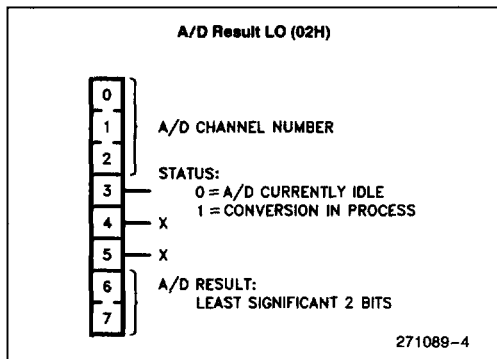 A/D Result LO (02H)
0
1
A/D CHANNEL NUMBER
2
STATUS:
3
0 = A/D CURRENTLY IDLE
1 = CONVERSION IN PROCESS
4 X
5 X
6
A/D RESULT:
LEAST SIGNIFICANT 2 BITS
7
271089-4